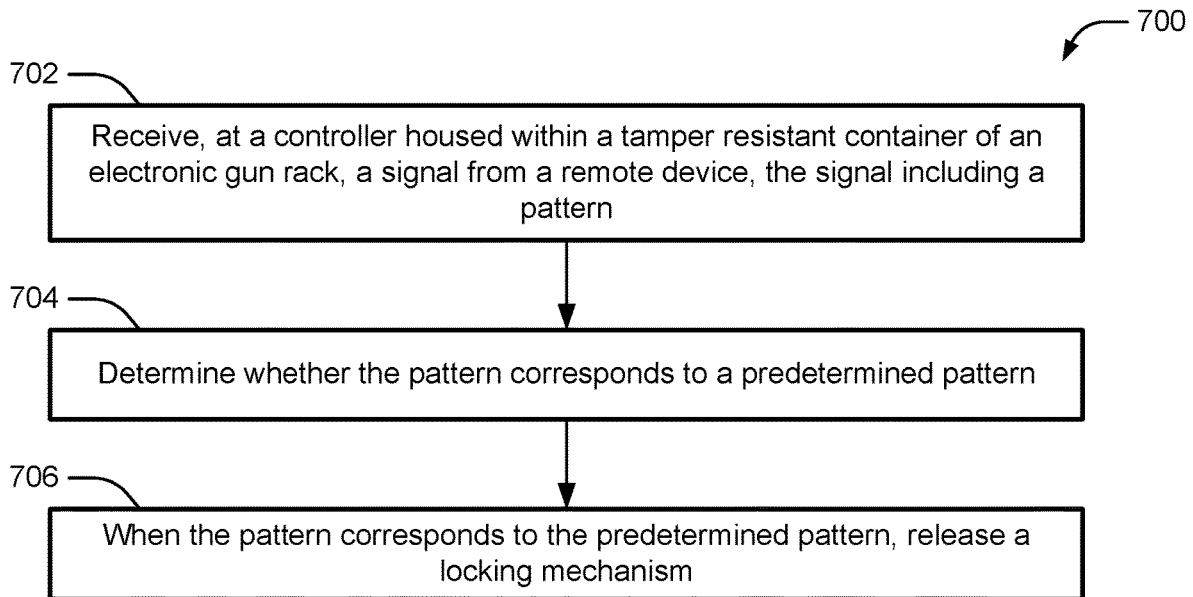 700
702
Receive, at a controller housed within a tamper resistant container of an
electronic gun rack, a signal from a remote device, the signal including a
pattern
704
Determine whether the pattern corresponds to a predetermined pattern
706
When the pattern corresponds to the predetermined pattern, release a
locking mechanism